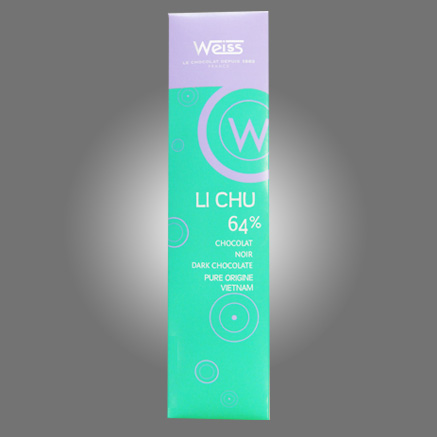 Weiss
LE CHOCOLAT DEPUIS 1882
FRANCE
W
LI CHU
64%
CHOCOLAT
NOIR
DARK CHOCOLATE
PURE ORIGINE
VIETNAM